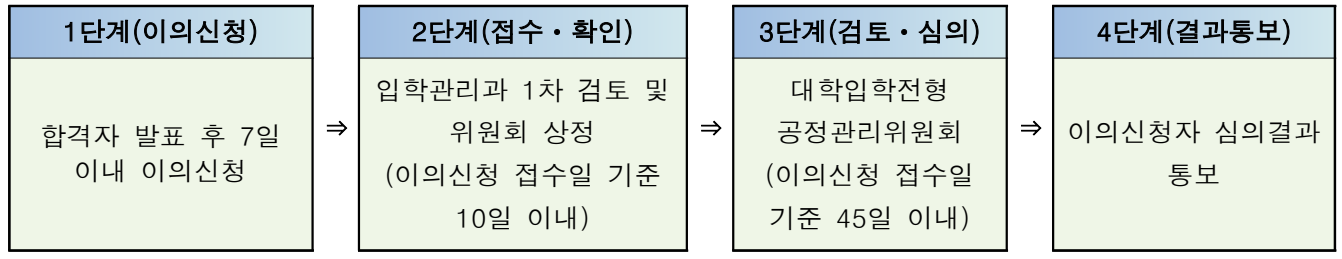 1단계(이의신청)
합격자 발표 후 7일
이내 이의신청
⇒
2단계(접수・확인)
입학관리과 1차 검토 및
위원회 상정
(이의신청 접수일 기준
10일 이내)
⇒
3단계(검토・심의)
대학입학전형
공정관리위원회
(이의신청 접수일
기준 45일 이내)
⇒
4단계(결과통보)
이의신청자 심의결과
통보